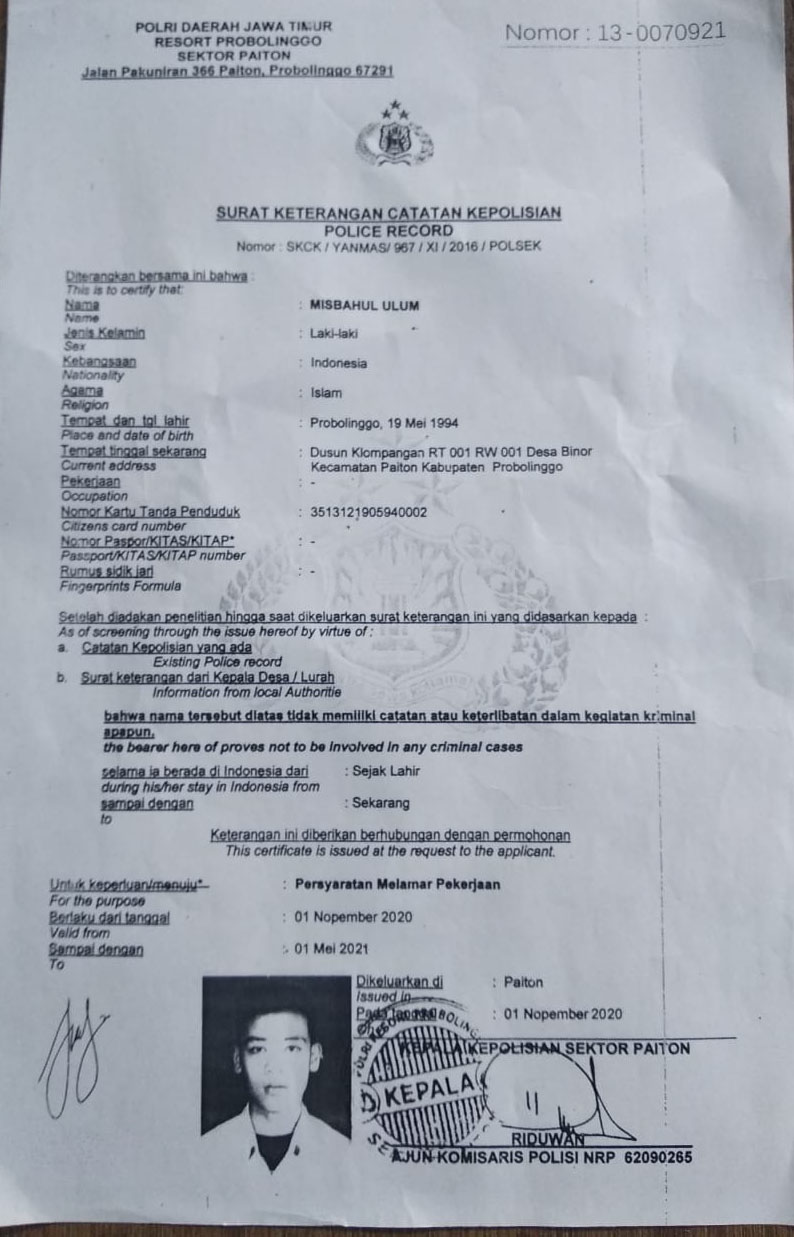 POLRI DAERAH JAWA TIMUR
RESORT PROBOLINGGO
SEKTOR PAITON
Jalan Pakuniran 366 Paiton, Probolinggo 67291
Nomor : 13-0070921
SURAT KETERANGAN CATATAN KEPOLISIAN
POLICE RECORD
Nomor : SKCK / YANMAS/ 967 / XI / 2016 / POLSEK
Diterangkan bersama ini bahwa :
This is to certify that:
Nama : MISBAHUL ULUM
Name
Jenis Kelamin : Laki-laki
Sex
Kebangsaan : Indonesia
Nationality
Agama : Islam
Religion
Tempat dan tgl lahir : Probolinggo, 19 Mei 1994
Place and date of birth
Tempat tinggal sekarang : Dusun Klompangan RT 001 RW 001 Desa Binor
Current address Kecamatan Paiton Kabupaten Probolinggo
Pekerjaan : -
Occupation
Nomor Kartu Tanda Penduduk : 3513121905940002
Citizens card number
Nomor Paspor/KITAS/KITAP* : -
Passport/KITAS/KITAP number
Rumus sidik jari : -
Fingerprints Formula
Setelah diadakan penelitian hingga saat dikeluarkan surat keterangan ini yang didasarkan kepada :
As of screening through the issue hereof by virtue of :
a. Catatan Kepolisian yang ada
Existing Police record
b. Surat keterangan dari Kepala Desa / Lurah
Information from local Authoritie
bahwa nama tersebut diatas tidak memiliki catatan atau keterlibatan dalam kegiatan kriminal
apapun.
the bearer here of proves not to be involved in any criminal cases
selama ia berada di Indonesia dari : Sejak Lahir
during his/her stay in Indonesia from
sampai dengan : Sekarang
to
Keterangan ini diberikan berhubungan dengan permohonan
This certificate is issued at the request to the applicant.
Untuk keperluan/menuju* : Persyaratan Melamar Pekerjaan
For the purpose
Berlaku dari tanggal : 01 Nopember 2020
Valid from
Sampai dengan : 01 Mei 2021
To
Dikeluarkan di : Paiton
Issued in
Pada tanggal : 01 Nopember 2020
KEPALA KEPOLISIAN SEKTOR PAITON
KEPALA
RIDUWAN
AJUN KOMISARIS POLISI NRP 62090265